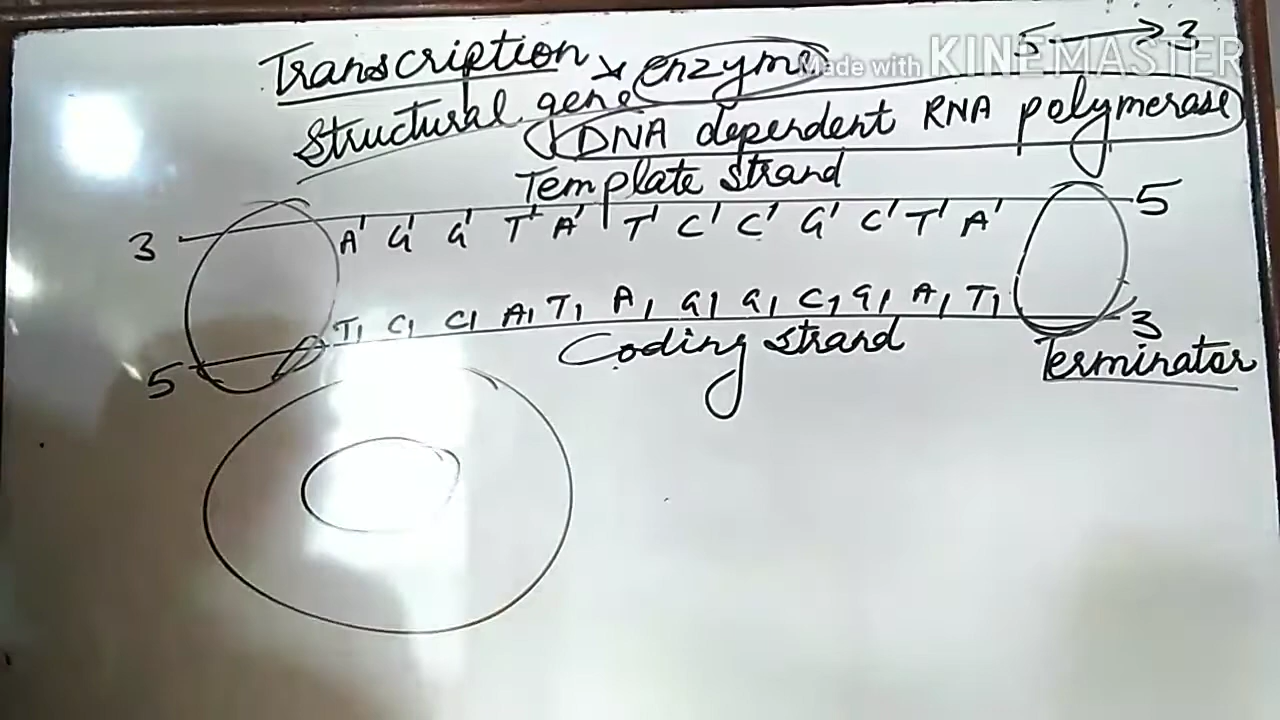 Transcription
enzyme
5 → 3
Made with KINEMASTER
Structural gene
DNA dependent RNA polymerase
Template strand
3 A G G T A T C C G C T A 5
5 T C C A T A G G C G A T 3
Coding strand
Terminator